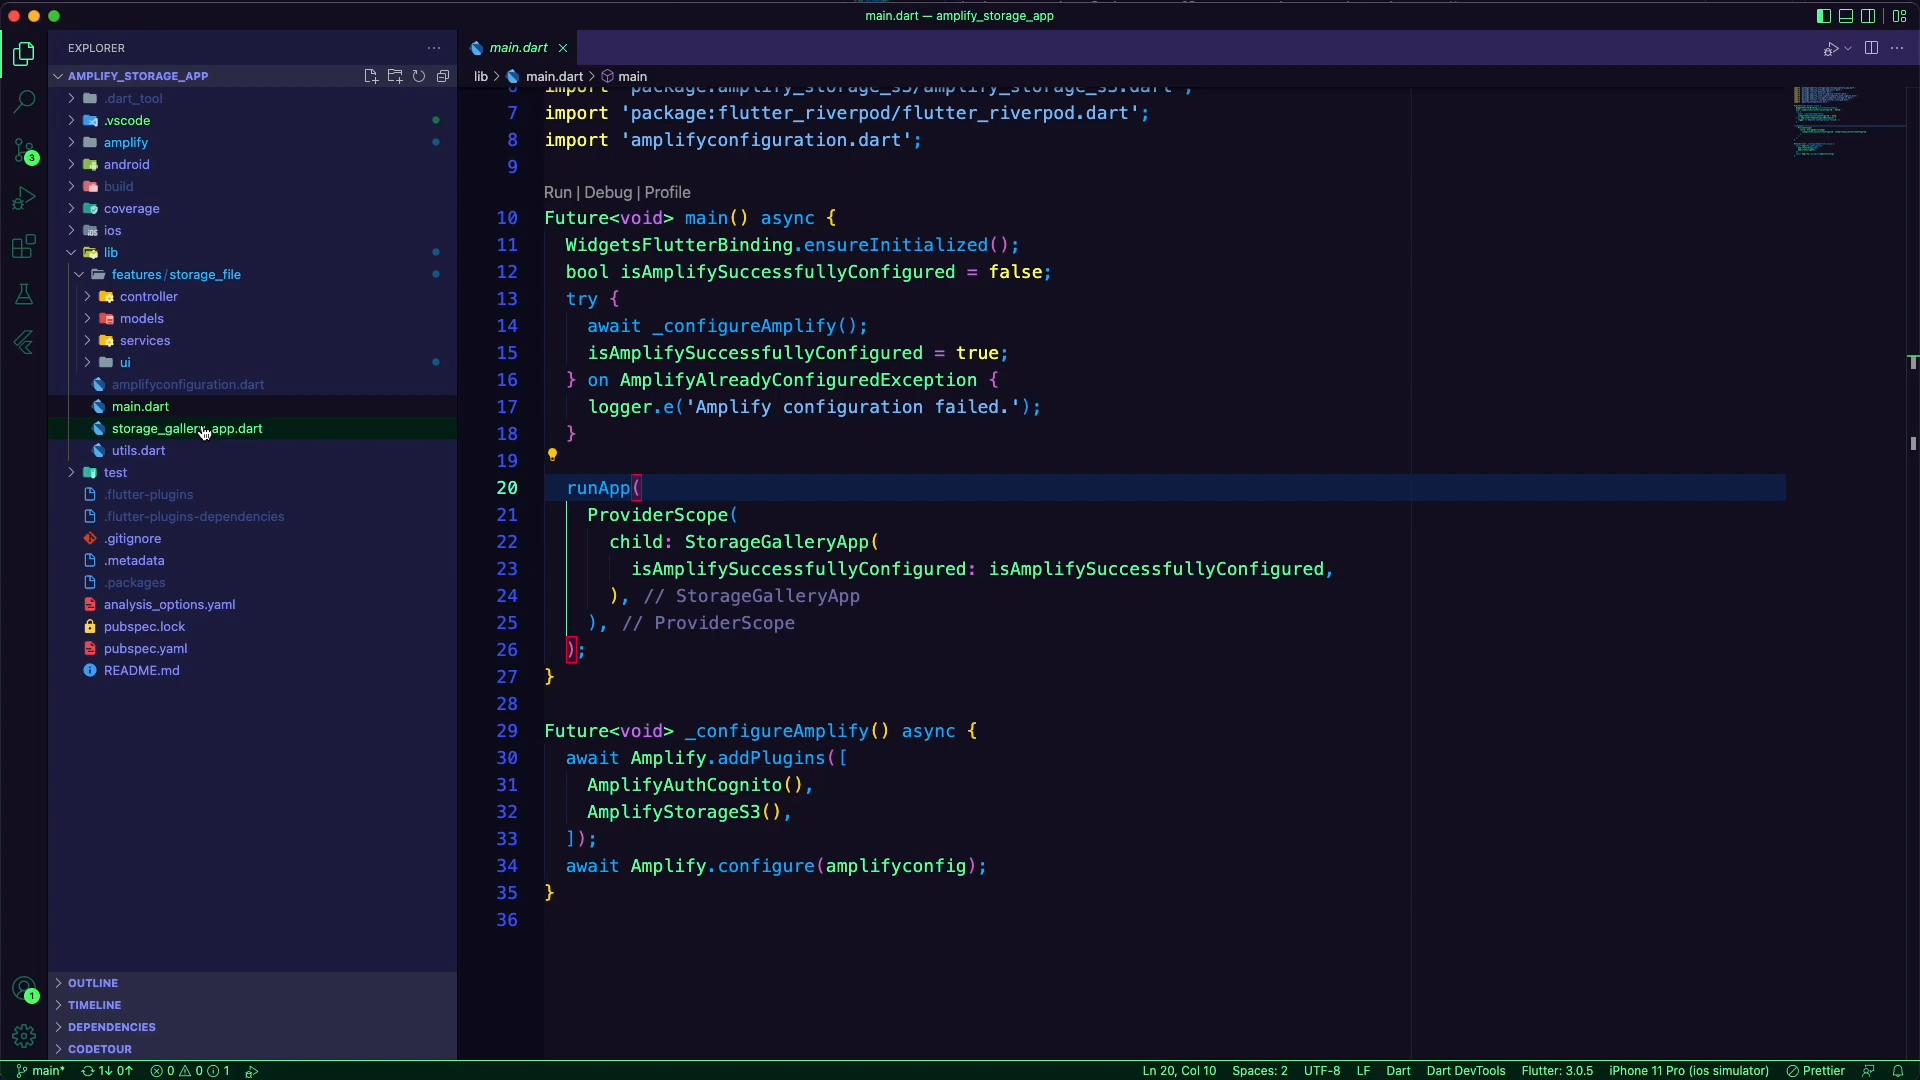 main.dart — amplify_storage_app
EXPLORER
main.dart
AMPLIFY_STORAGE_APP
lib > main.dart > main
.dart_tool
.vscode
amplify
android
build
coverage
ios
lib
features / storage_file
controller
models
services
ui
amplifyconfiguration.dart
main.dart
storage_gallery_app.dart
utils.dart
test
.flutter-plugins
.flutter-plugins-dependencies
.gitignore
.metadata
.packages
analysis_options.yaml
pubspec.lock
pubspec.yaml
README.md
OUTLINE
TIMELINE
DEPENDENCIES
CODETOUR
3
1
6 import 'package:amplify_storage_s3/amplify_storage_s3.dart';
7 import 'package:flutter_riverpod/flutter_riverpod.dart';
8 import 'amplifyconfiguration.dart';
9
Run | Debug | Profile
10 Future<void> main() async {
11 WidgetsFlutterBinding.ensureInitialized();
12 bool isAmplifySuccessfullyConfigured = false;
13 try {
14 await _configureAmplify();
15 isAmplifySuccessfullyConfigured = true;
16 } on AmplifyAlreadyConfiguredException {
17 logger.e('Amplify configuration failed.');
18 }
19
20 runApp(
21 ProviderScope(
22 child: StorageGalleryApp(
23 isAmplifySuccessfullyConfigured: isAmplifySuccessfullyConfigured,
24 ), // StorageGalleryApp
25 ), // ProviderScope
26 );
27 }
28
29 Future<void> _configureAmplify() async {
30 await Amplify.addPlugins([
31 AmplifyAuthCognito(),
32 AmplifyStorageS3(),
33 ]);
34 await Amplify.configure(amplifyconfig);
35 }
36
main* 1↓ 0↑ 0 0 1 Ln 20, Col 10 Spaces: 2 UTF-8 LF Dart Dart DevTools Flutter: 3.0.5 iPhone 11 Pro (ios simulator) Prettier